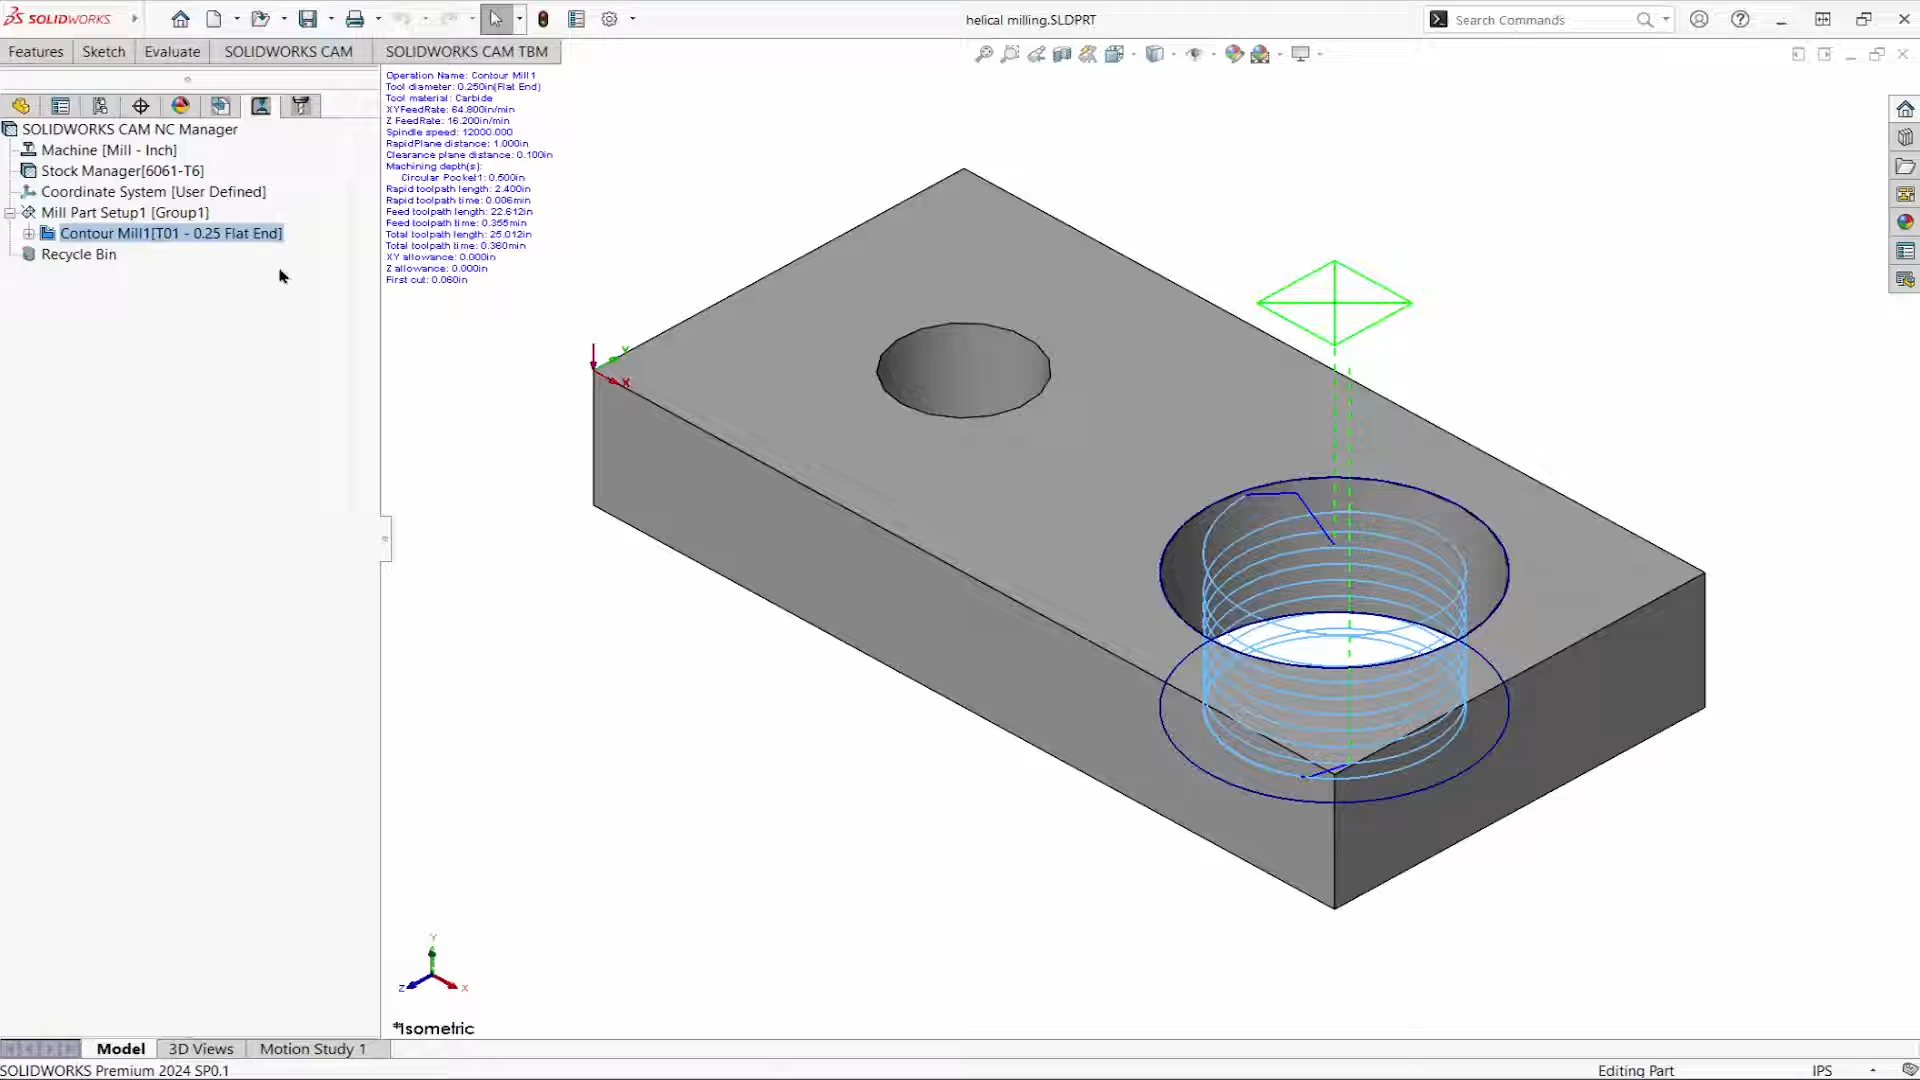 SOLIDWORKS
helical milling.SLDPRT
Search Commands
Features
Sketch
Evaluate
SOLIDWORKS CAM
SOLIDWORKS CAM TBM
SOLIDWORKS CAM NC Manager
Machine [Mill - Inch]
Stock Manager[6061-T6]
Coordinate System [User Defined]
Mill Part Setup1 [Group1]
Contour Mill1[T01 - 0.25 Flat End]
Recycle Bin
Operation Name: Contour Mill1
Tool diameter: 0.250in(Flat End)
Tool material: Carbide
XYFeedRate: 64.800in/min
Z FeedRate: 16.200in/min
Spindle speed: 12000.000
RapidPlane distance: 1.000in
Clearance plane distance: 0.100in
Machining depth(s):
Circular Pocket1: 0.500in
Rapid toolpath length: 2.400in
Rapid toolpath time: 0.006min
Feed toolpath length: 22.612in
Feed toolpath time: 0.355min
Total toolpath length: 25.012in
Total toolpath time: 0.360min
XY allowance: 0.000in
Z allowance: 0.000in
First cut: 0.060in
Y
X
Y
Z
X
*Isometric
Model
3D Views
Motion Study 1
SOLIDWORKS Premium 2024 SP0.1
Editing Part
IPS